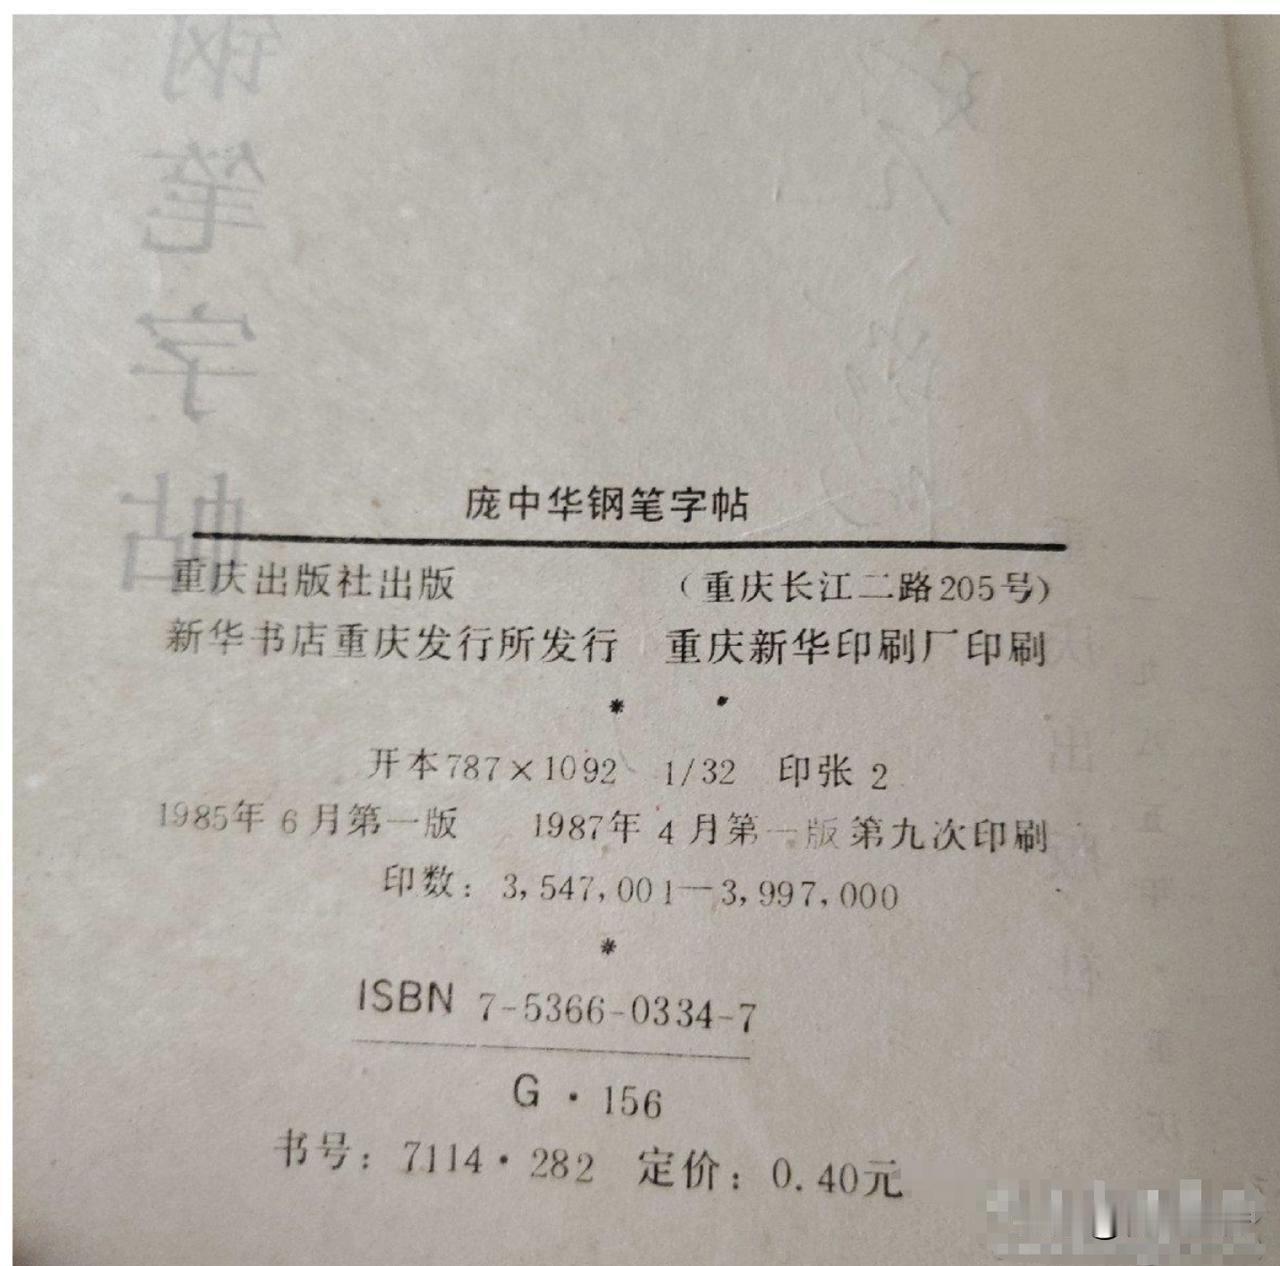 钢笔字帖
庞中华钢笔字帖
重庆出版社出版 （重庆长江二路205号）
新华书店重庆发行所发行 重庆新华印刷厂印刷
* ·
开本787×1092 1/32 印张 2
1985年 6 月第一版 1987年 4 月第一版第九次印刷
印数：3,547,001—3,997,000
*
ISBN 7-5366-0334-7
G · 156
书号：7114·282 定价：0.40元